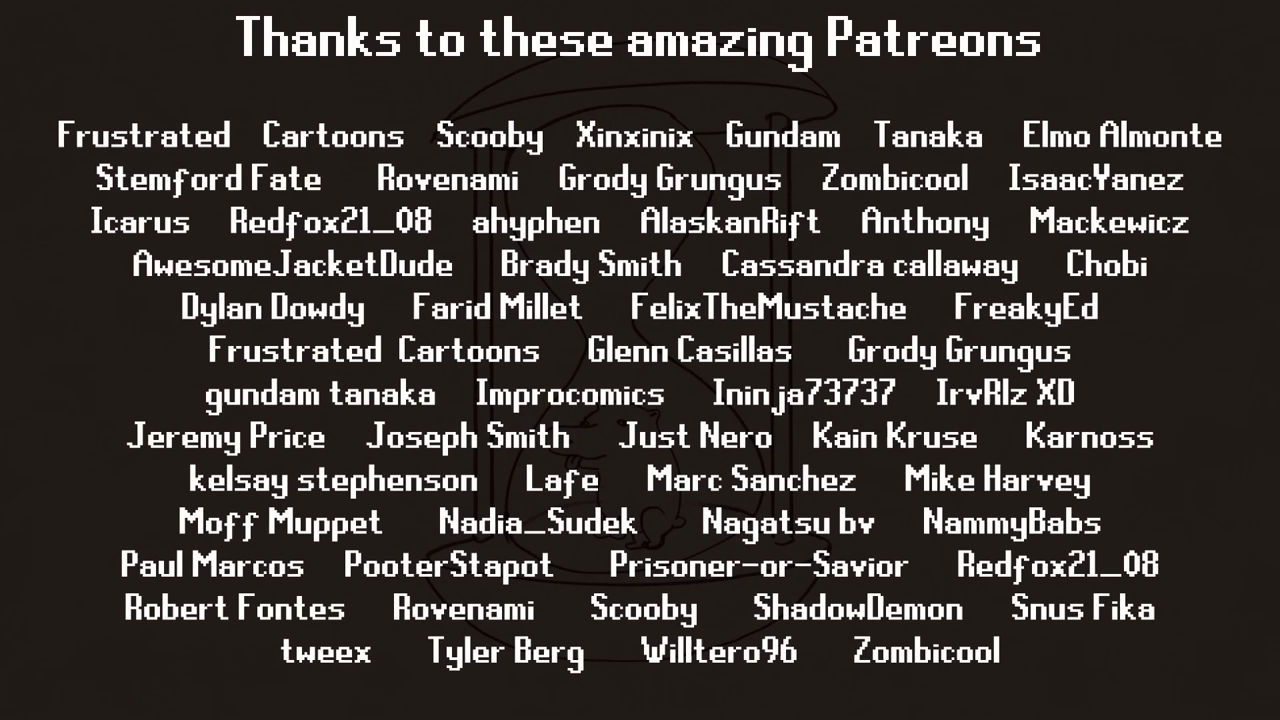 Thanks to these amazing Patreons
Frustrated Cartoons Scooby Xinxinix Gundam Tanaka Elmo Almonte
Stemford Fate Rovenami Grody Grungus Zombicool IsaacYanez
Icarus Redfox21_08 ahyphen AlaskanRift Anthony Mackewicz
AwesomeJacketDude Brady Smith Cassandra callaway Chobi
Dylan Dowdy Farid Millet FelixTheMustache FreakyEd
Frustrated Cartoons Glenn Casillas Grody Grungus
gundam tanaka Improcomics Ininja73737 IrvRlz XD
Jeremy Price Joseph Smith Just Nero Kain Kruse Karnoss
kelsay stephenson Lafe Marc Sanchez Mike Harvey
Moff Muppet Nadia_Sudek Nagatsu bv NammyBabs
Paul Marcos PooterStapot Prisoner-or-Savior Redfox21_08
Robert Fontes Rovenami Scooby ShadowDemon Snus Fika
tweex Tyler Berg Willtero96 Zombicool